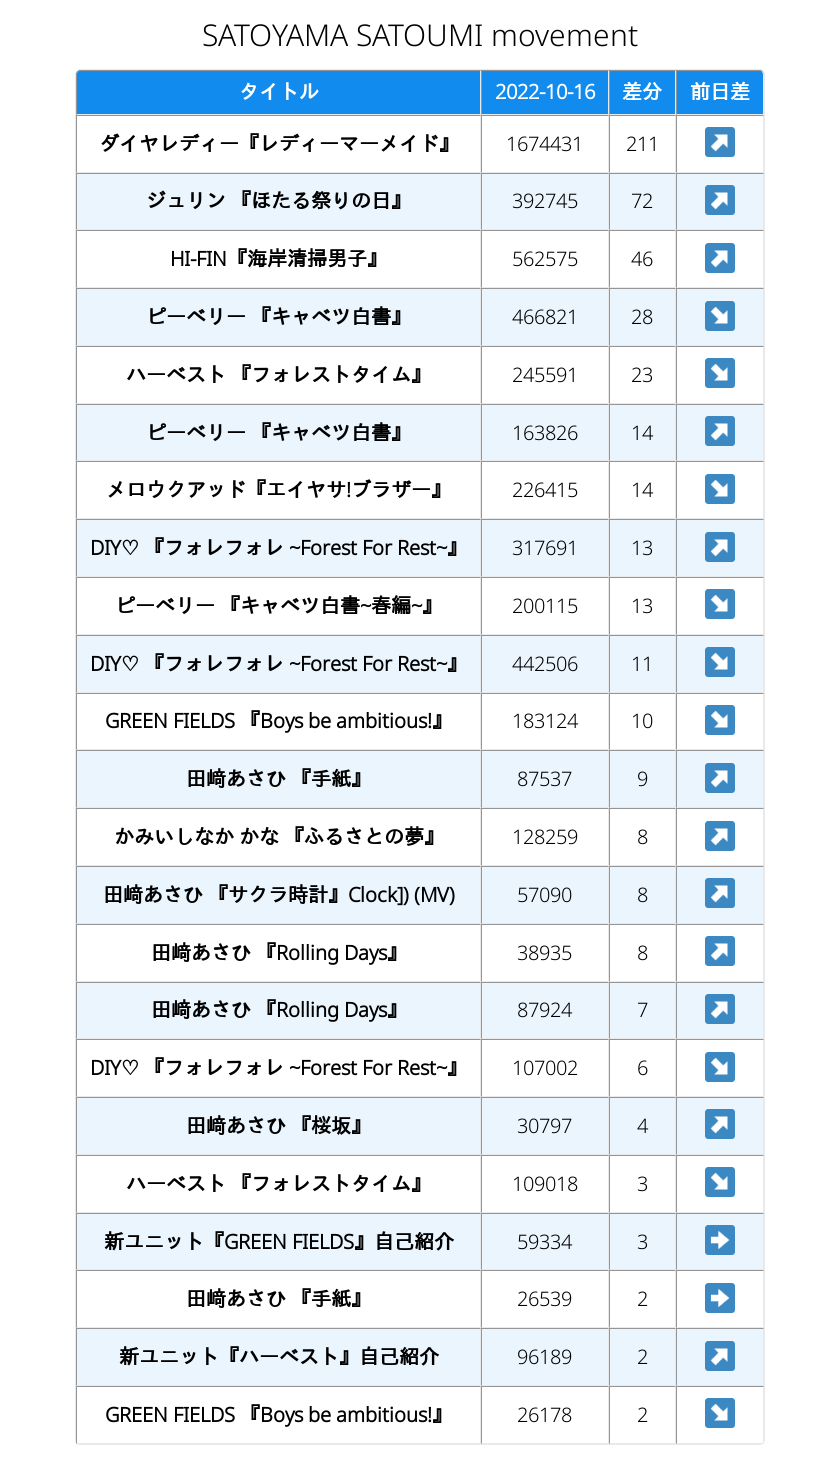 SATOYAMA SATOUMI movement
タイトル 2022-10-16 差分 前日差
ダイヤレディー『レディーマーメイド』 1674431 211 ↗
ジュリン 『ほたる祭りの日』 392745 72 ↗
HI-FIN『海岸清掃男子』 562575 46 ↗
ピーベリー 『キャベツ白書』 466821 28 ↘
ハーベスト 『フォレストタイム』 245591 23 ↘
ピーベリー 『キャベツ白書』 163826 14 ↗
メロウクアッド『エイヤサ!ブラザー』 226415 14 ↘
DIY♡ 『フォレフォレ ~Forest For Rest~』 317691 13 ↗
ピーベリー 『キャベツ白書~春編~』 200115 13 ↘
DIY♡ 『フォレフォレ ~Forest For Rest~』 442506 11 ↘
GREEN FIELDS 『Boys be ambitious!』 183124 10 ↘
田﨑あさひ 『手紙』 87537 9 ↗
かみいしなか かな 『ふるさとの夢』 128259 8 ↗
田﨑あさひ 『サクラ時計』Clock]) (MV) 57090 8 ↗
田﨑あさひ 『Rolling Days』 38935 8 ↗
田﨑あさひ 『Rolling Days』 87924 7 ↗
DIY♡ 『フォレフォレ ~Forest For Rest~』 107002 6 ↘
田﨑あさひ 『桜坂』 30797 4 ↗
ハーベスト 『フォレストタイム』 109018 3 ↘
新ユニット『GREEN FIELDS』自己紹介 59334 3 ➡
田﨑あさひ 『手紙』 26539 2 ➡
新ユニット『ハーベスト』自己紹介 96189 2 ↗
GREEN FIELDS 『Boys be ambitious!』 26178 2 ↘